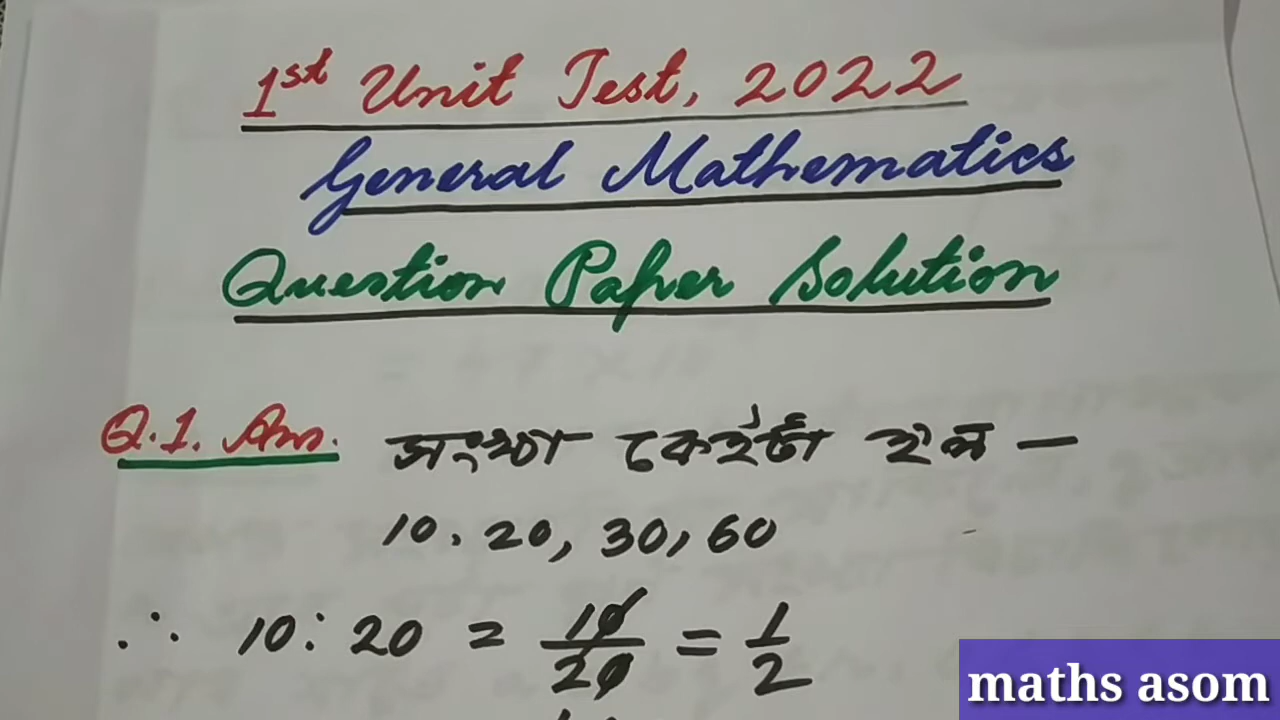 1st Unit Test, 2022
General Mathematics
Question Paper Solution
Q.1. Ans. সংখ্যা কেইটা হ'ল —
10, 20, 30, 60
∴ 10 : 20 = 10/20 = 1/2
maths asom